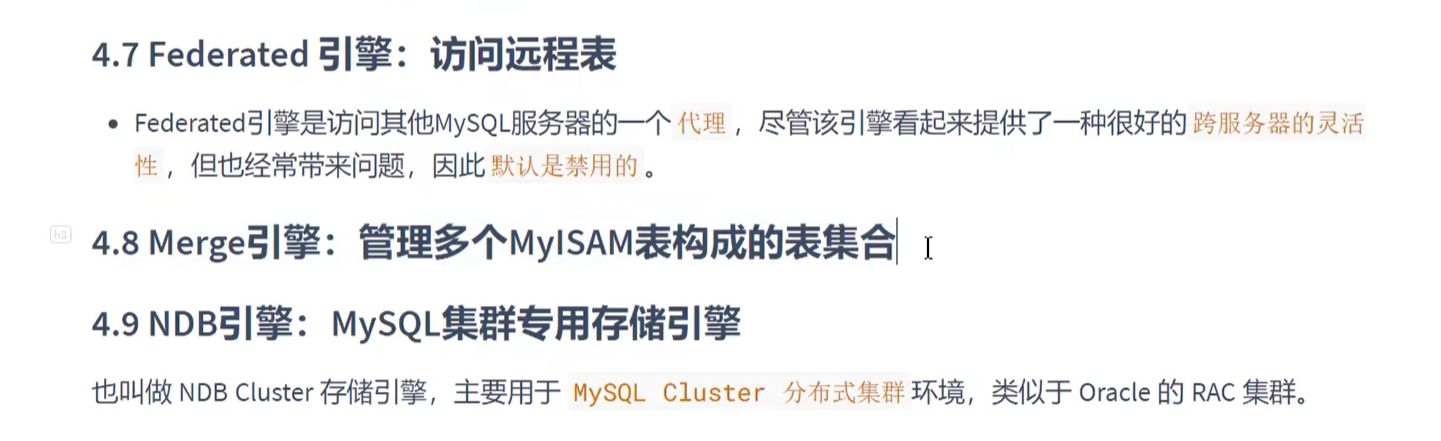 4.7 Federated 引擎：访问远程表
Federated引擎是访问其他MySQL服务器的一个 代理 ，尽管该引擎看起来提供了一种很好的 跨服务器的灵活
性 ，但也经常带来问题，因此 默认是禁用的 。
h3
4.8 Merge引擎：管理多个MyISAM表构成的表集合
4.9 NDB引擎：MySQL集群专用存储引擎
也叫做 NDB Cluster 存储引擎，主要用于 MySQL Cluster 分布式集群 环境，类似于 Oracle 的 RAC 集群。